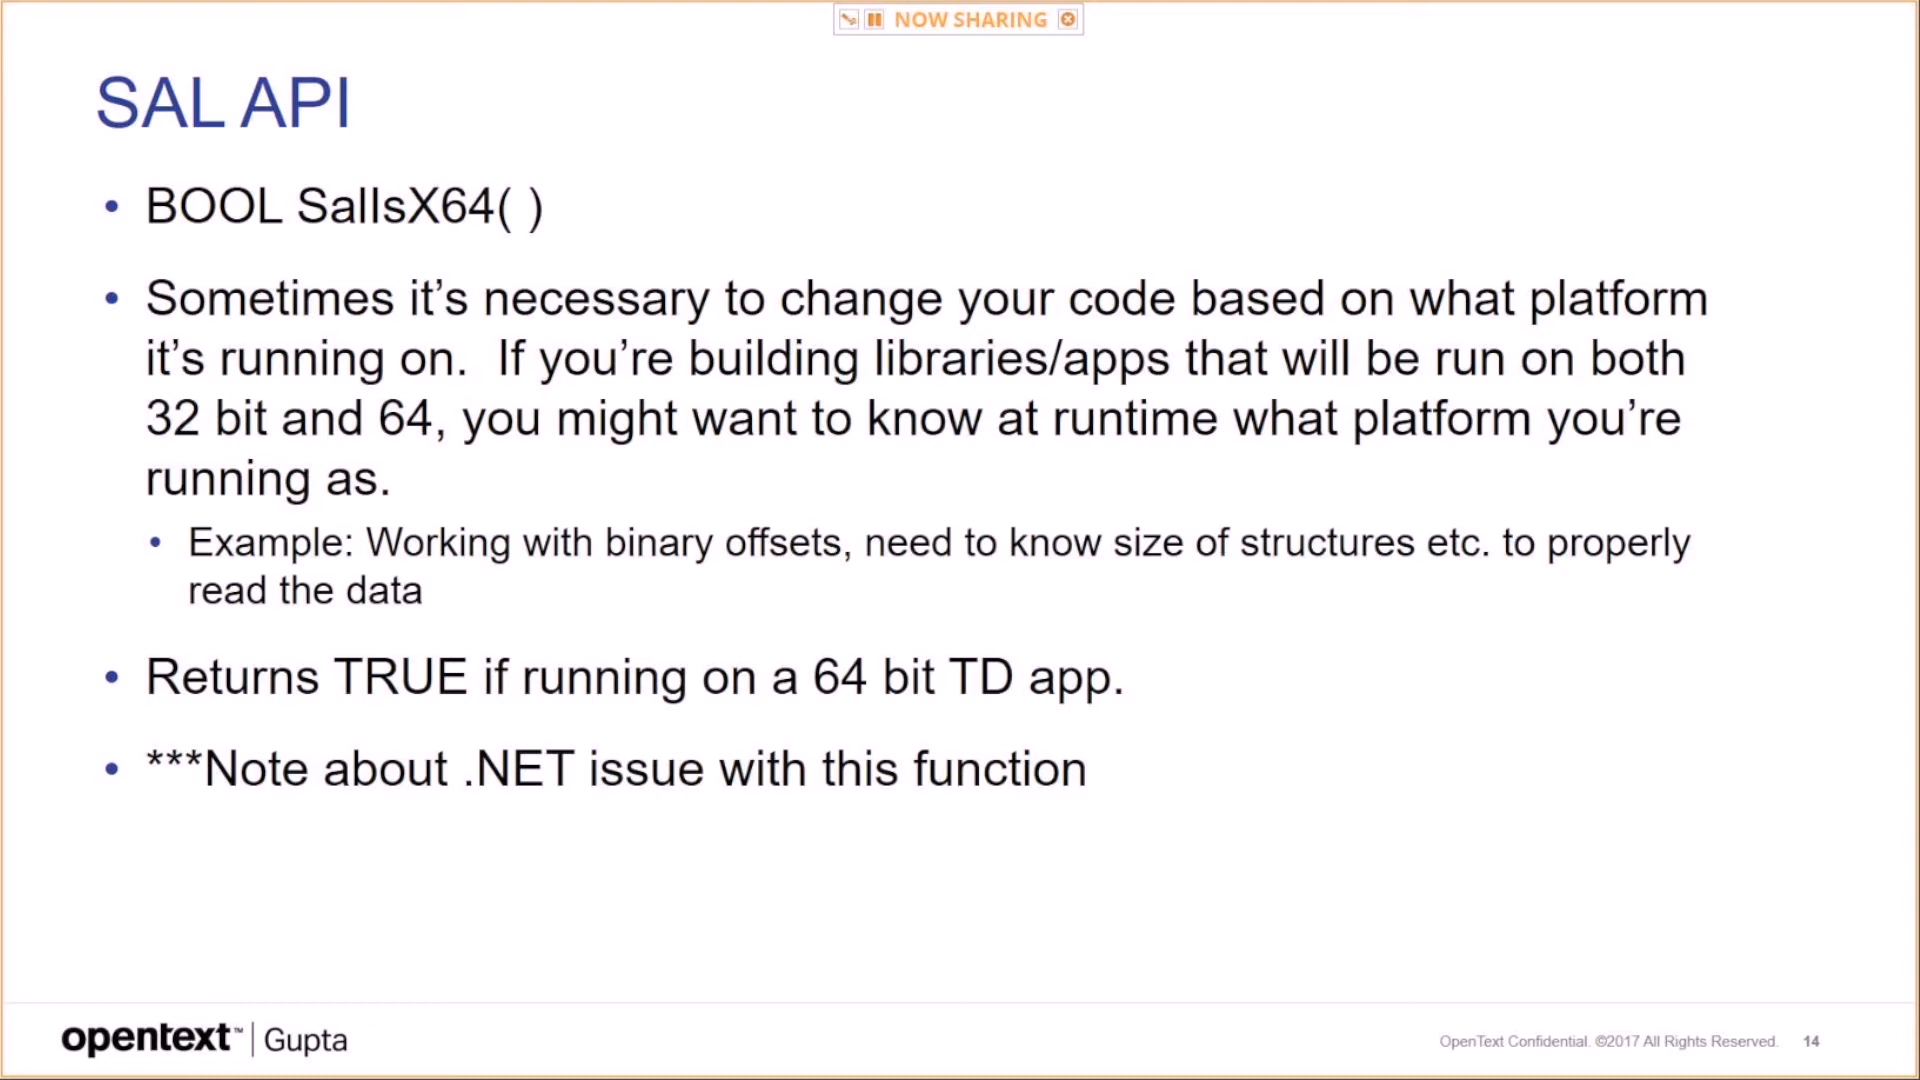 NOW SHARING
SAL API
• BOOL SalIsX64( )
• Sometimes it’s necessary to change your code based on what platform
it’s running on.  If you’re building libraries/apps that will be run on both
32 bit and 64, you might want to know at runtime what platform you’re
running as.
• Example: Working with binary offsets, need to know size of structures etc. to properly
read the data
• Returns TRUE if running on a 64 bit TD app.
• ***Note about .NET issue with this function
opentext™ | Gupta
OpenText Confidential. ©2017 All Rights Reserved. 14